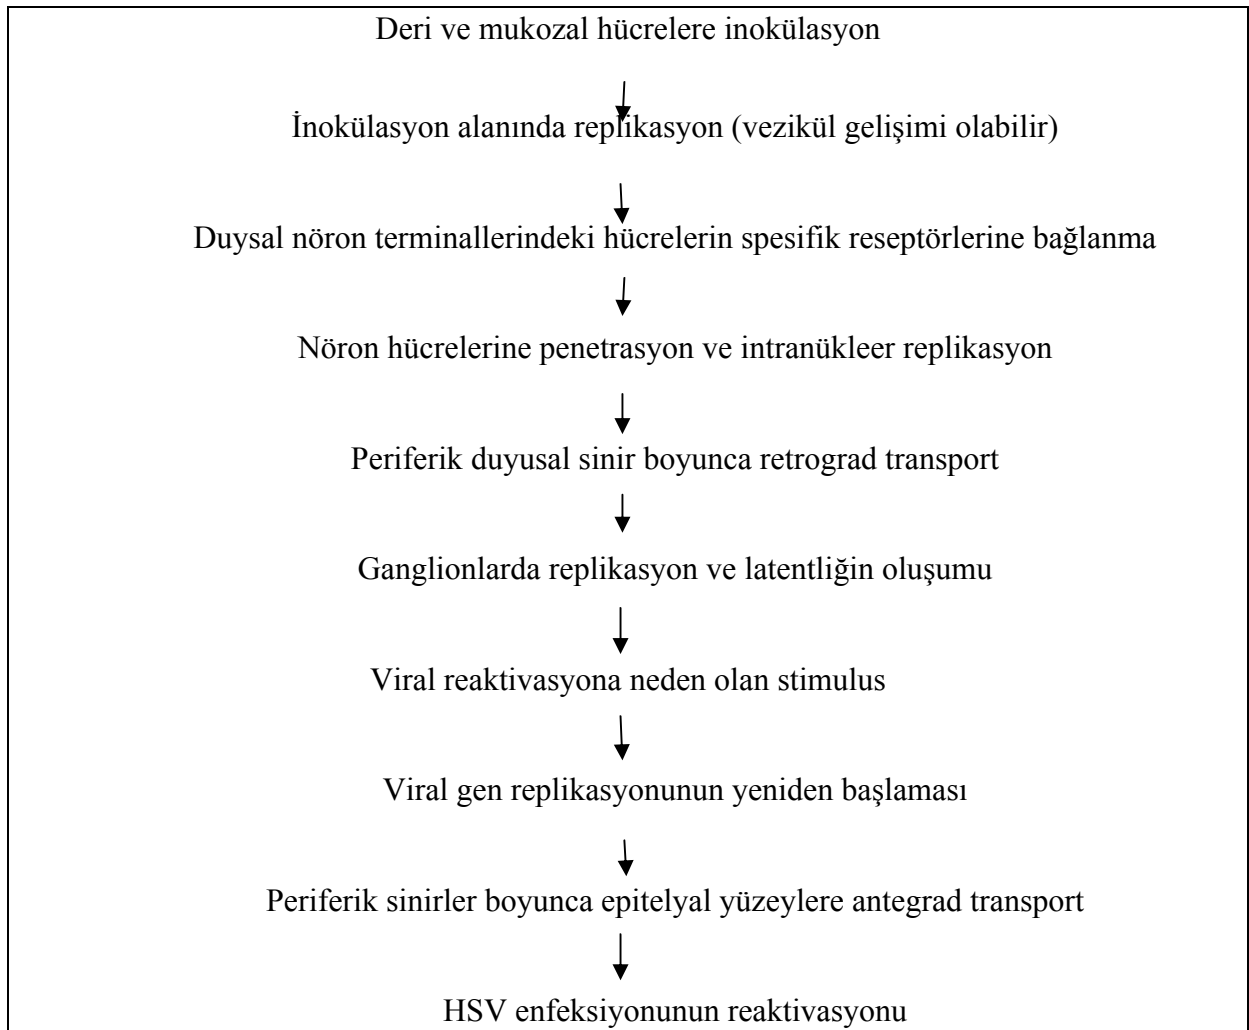 Deri ve mukozal hücrelere inokülasyon
İnokülasyon alanında replikasyon (vezikül gelişimi olabilir)
Duysal nöron terminallerindeki hücrelerin spesifik reseptörlerine bağlanma
Nöron hücrelerine penetrasyon ve intranükleer replikasyon
Periferik duyusal sinir boyunca retrograd transport
Ganglionlarda replikasyon ve latentliğin oluşumu
Viral reaktivasyona neden olan stimulus
Viral gen replikasyonunun yeniden başlaması
Periferik sinirler boyunca epitelyal yüzeylere antegrad transport
HSV enfeksiyonunun reaktivasyonu